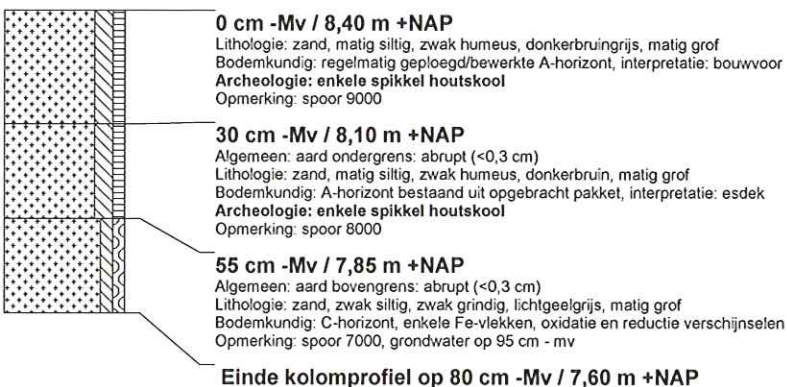 0 cm -Mv / 8,40 m +NAP
Lithologie: zand, matig siltig, zwak humeus, donkerbruingrijs, matig grof
Bodemkundig: regelmatig geploegd/bewerkte A-horizont, interpretatie: bouwvoor
Archeologie: enkele spikkel houtskool
Opmerking: spoor 9000
30 cm -Mv / 8,10 m +NAP
Algemeen: aard ondergrens: abrupt (<0,3 cm)
Lithologie: zand, matig siltig, zwak humeus, donkerbruin, matig grof
Bodemkundig: A-horizont bestaand uit opgebracht pakket, interpretatie: esdek
Archeologie: enkele spikkel houtskool
Opmerking: spoor 8000
55 cm -Mv / 7,85 m +NAP
Algemeen: aard bovengrens: abrupt (<0,3 cm)
Lithologie: zand, zwak siltig, zwak grindig, lichtgeelgrijs, matig grof
Bodemkundig: C-horizont, enkele Fe-vlekken, oxidatie en reductie verschijnselen
Opmerking: spoor 7000, grondwater op 95 cm - mv
Einde kolomprofiel op 80 cm -Mv / 7,60 m +NAP